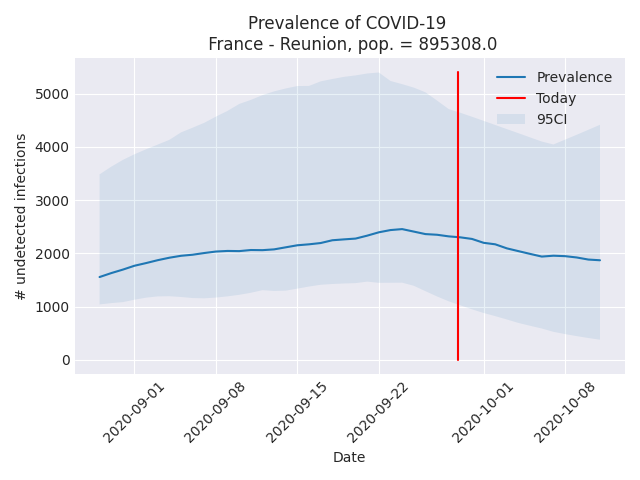 Prevalence of COVID-19
France - Reunion, pop. = 895308.0
Prevalence
Today
95CI
# undetected infections
5000
4000
3000
2000
1000
0
2020-09-01
2020-09-08
2020-09-15
2020-09-22
2020-10-01
2020-10-08
Date